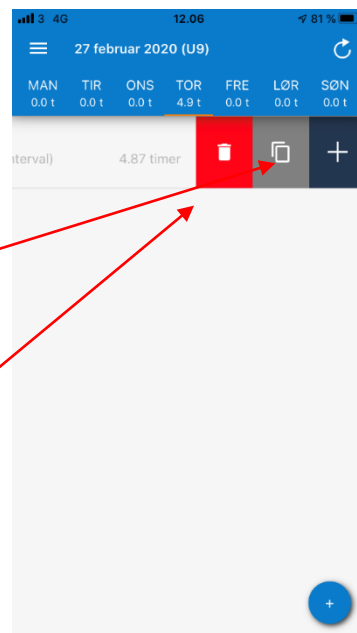 3 4G 12.06 81 %
27 februar 2020 (U9)
MAN TIR ONS TOR FRE LØR SØN
0.0 t 0.0 t 0.0 t 4.9 t 0.0 t 0.0 t 0.0 t
terval) 4.87 timer